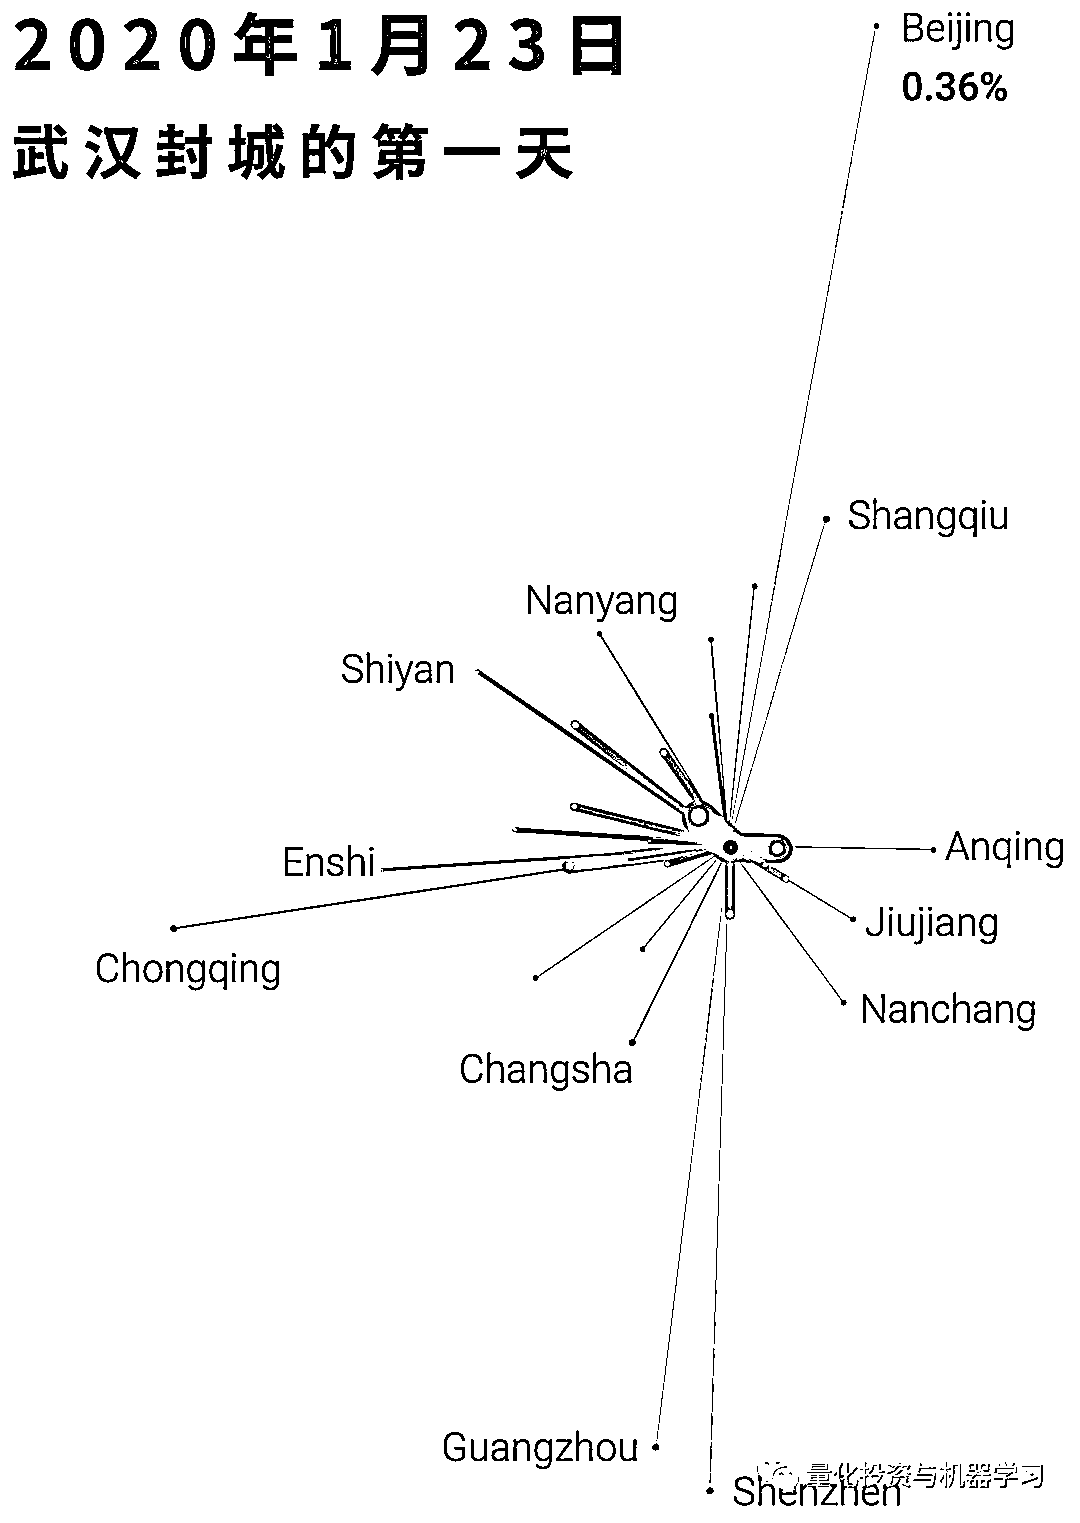 2020年1月23日
武汉封城的第一天
Beijing
0.36%
Shangqiu
Nanyang
Shiyan
Anqing
Enshi
Jiujiang
Chongqing
Nanchang
Changsha
Guangzhou
量化投资与机器学习
Shenzhen